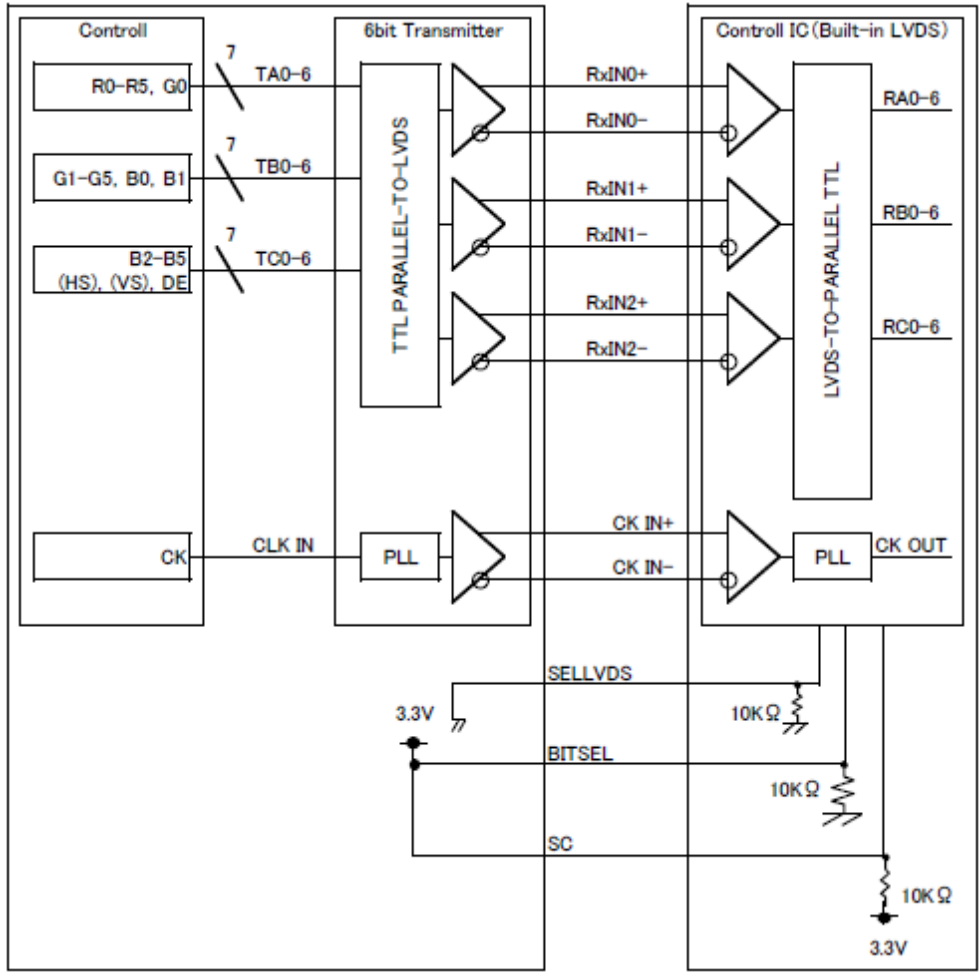 Controll
6bit Transmitter
Controll IC(Built-in LVDS)
R0-R5, G0
7
TA0-6
RxIN0+
RxIN0-
RA0-6
G1-G5, B0, B1
7
TB0-6
RxIN1+
RxIN1-
RB0-6
B2-B5
(HS), (VS), DE
7
TC0-6
RxIN2+
RxIN2-
RC0-6
TTL PARALLEL-TO-LVDS
LVDS-TO-PARALLEL TTL
CK
CLK IN
PLL
CK IN+
CK IN-
PLL
CK OUT
SELLVDS
10KΩ
3.3V
BITSEL
10KΩ
SC
10KΩ
3.3V